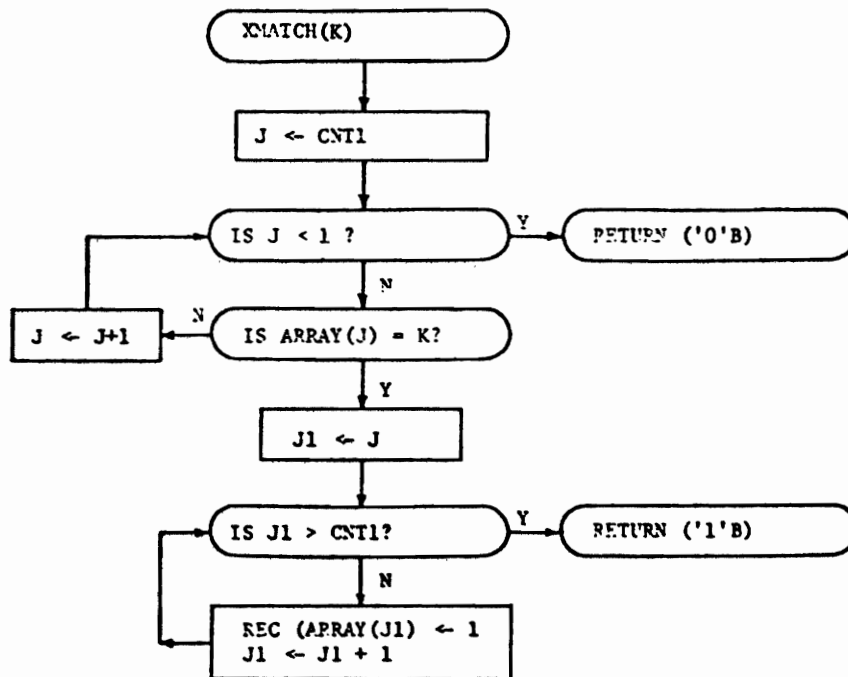 XMATCH(K)
J ← CNT1
IS J < 1 ?
Y
RETURN ('0'B)
N
J ← J+1
N
IS ARRAY(J) = K?
Y
J1 ← J
IS J1 > CNT1?
Y
RETURN ('1'B)
N
REC (ARRAY(J1) ← 1
J1 ← J1 + 1